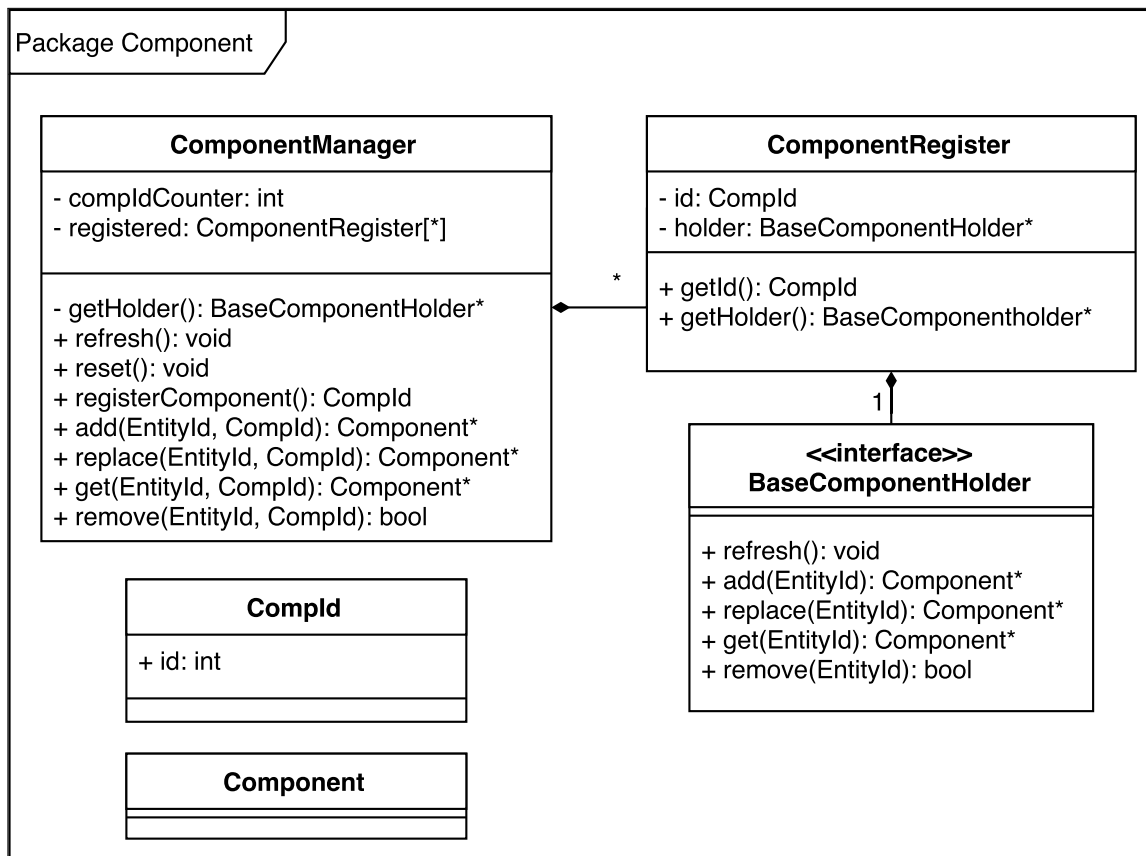 Package Component
ComponentManager
- compIdCounter: int
- registered: ComponentRegister[*]
- getHolder(): BaseComponentHolder*
+ refresh(): void
+ reset(): void
+ registerComponent(): CompId
+ add(EntityId, CompId): Component*
+ replace(EntityId, CompId): Component*
+ get(EntityId, CompId): Component*
+ remove(EntityId, CompId): bool
*
ComponentRegister
- id: CompId
- holder: BaseComponentHolder*
+ getId(): CompId
+ getHolder(): BaseComponentholder*
1
<<interface>>
BaseComponentHolder
+ refresh(): void
+ add(EntityId): Component*
+ replace(EntityId): Component*
+ get(EntityId): Component*
+ remove(EntityId): bool
CompId
+ id: int
Component